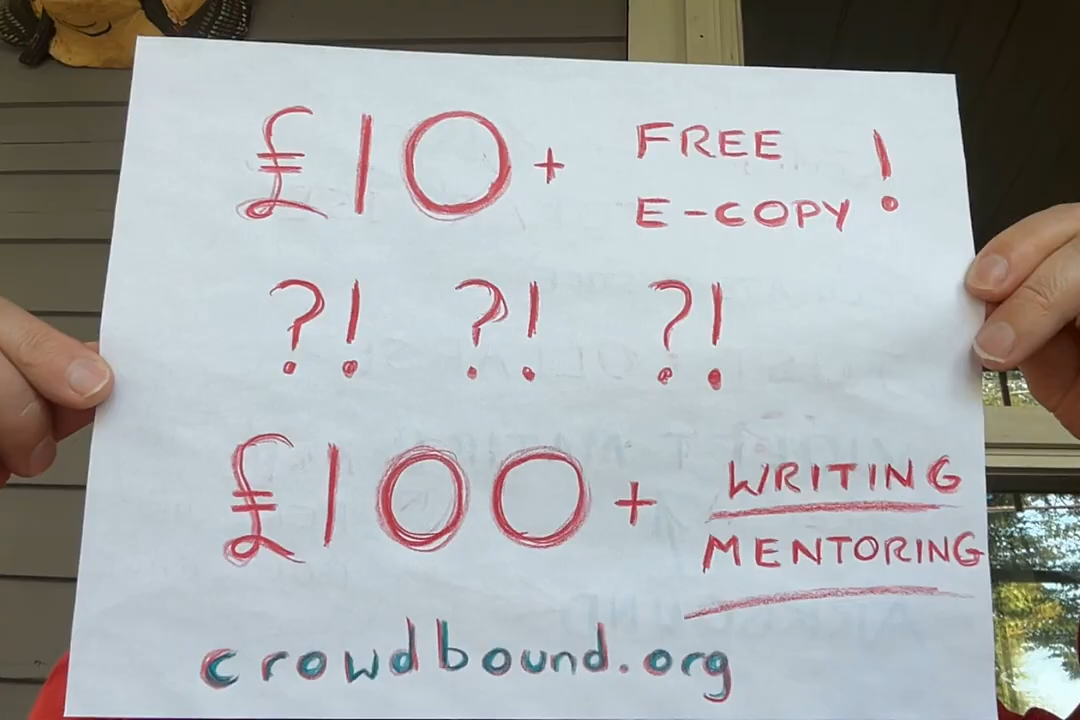 £10 + FREE E-COPY !
?! ?! ?!
£100 + WRITING MENTORING
crowdbound.org